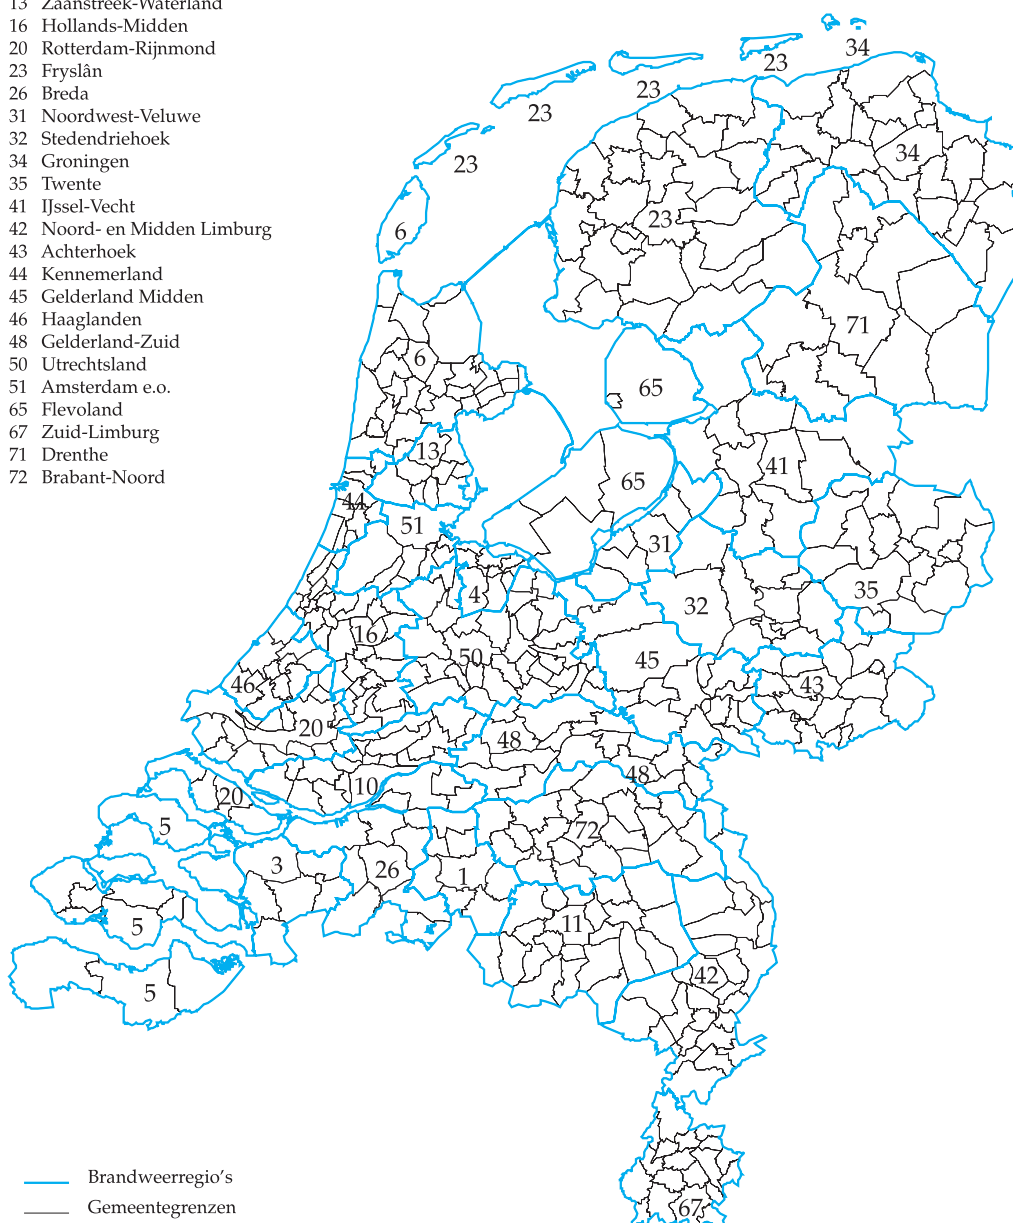 13 Zaanstreek-Waterland
16 Hollands-Midden
20 Rotterdam-Rijnmond
23 Fryslân
26 Breda
31 Noordwest-Veluwe
32 Stedendriehoek
34 Groningen
35 Twente
41 IJssel-Vecht
42 Noord- en Midden Limburg
43 Achterhoek
44 Kennemerland
45 Gelderland Midden
46 Haaglanden
48 Gelderland-Zuid
50 Utrechtsland
51 Amsterdam e.o.
65 Flevoland
67 Zuid-Limburg
71 Drenthe
72 Brabant-Noord
34
23
23
23
34
23
23
6
71
6
65
13
41
65
44
51
31
35
4
32
16
50
45
46
43
20
48
48
10
20
5
72
3
26
1
5
11
42
5
67
Brandweerregio's
Gemeentegrenzen